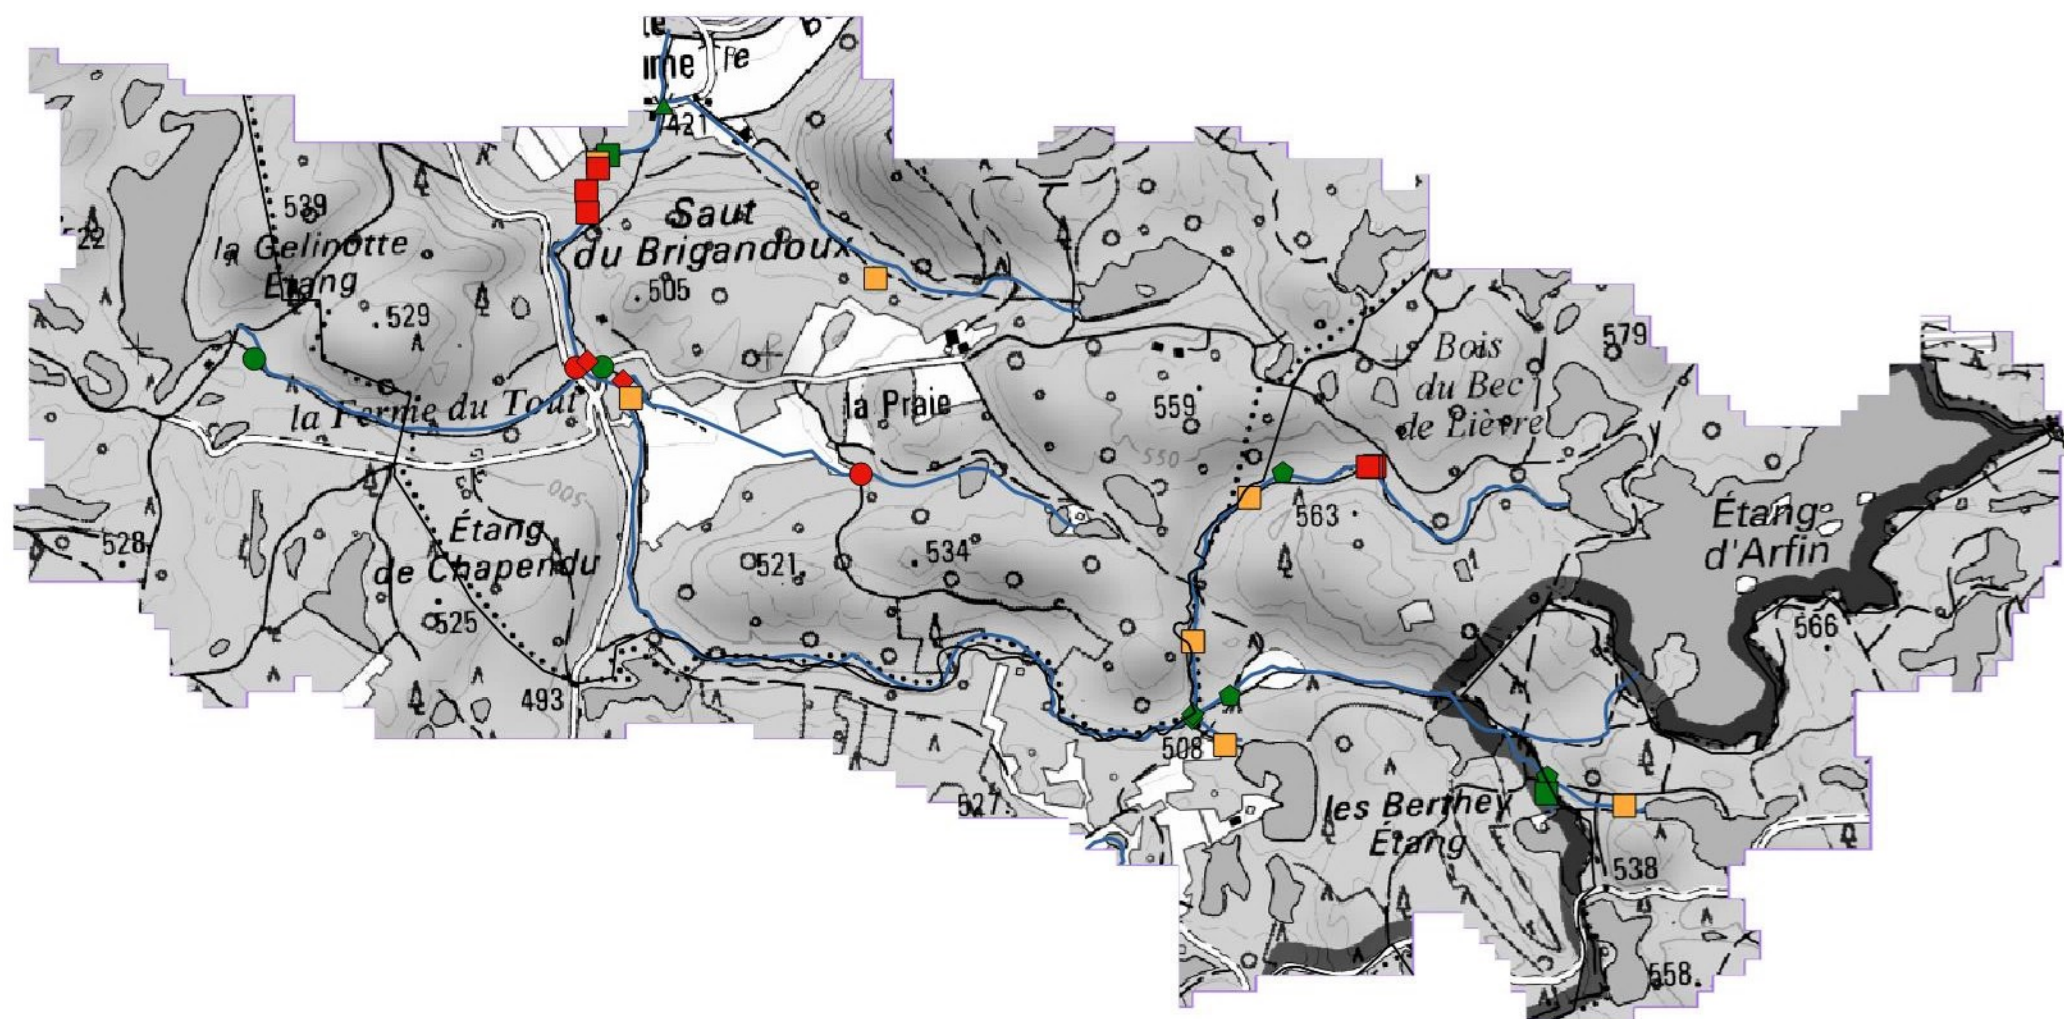 ime
421
539
Saut
du Brigandoux
22
la Gelinotte
Étang
505
529
579
Bois
du Bec
de Lièvre
la Ferme du Tout
la Praie
559
550
500
563
Étang
d'Arfin
528
Étang
de Chapendu
521
534
525
566
493
508
527
les Berthey
Étang
538
558